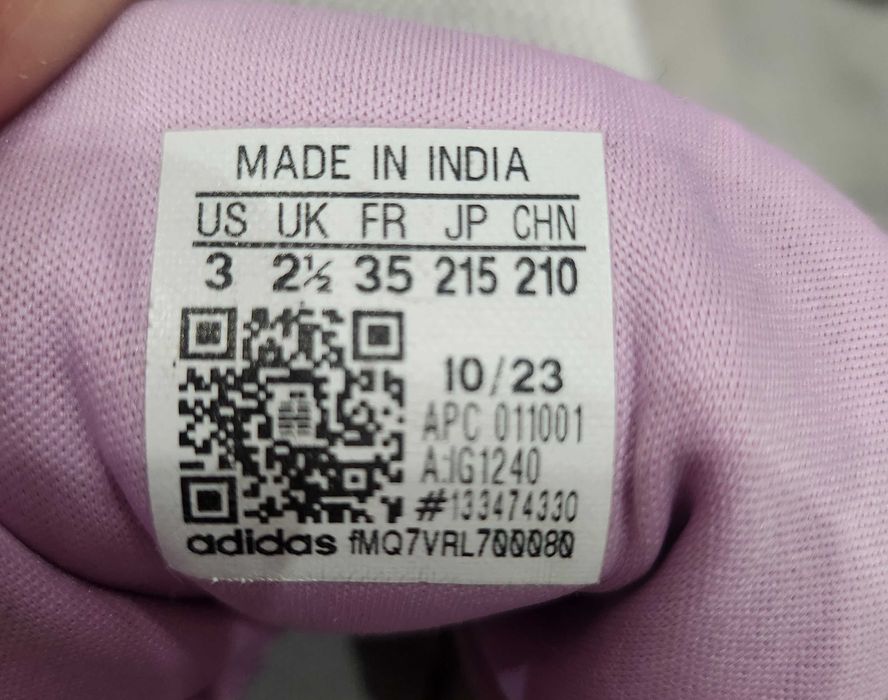 MADE IN INDIA
US UK FR JP CHN
3 2½ 35 215 210
10/23
APC 011001
A:IG1240
#133474330
adidas fMQ7VRL700080